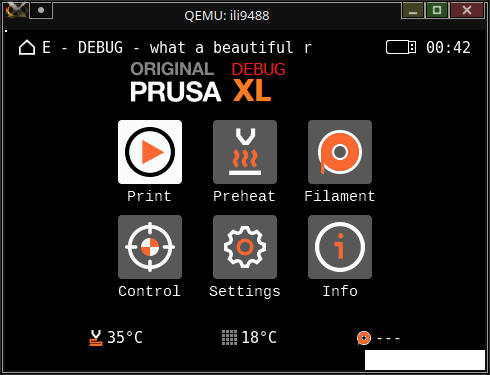 QEMU: ili9488
E - DEBUG - what a beautiful r 00:42
ORIGINAL DEBUG
PRUSA XL
Print Preheat Filament
Control Settings Info
35°C 18°C ---